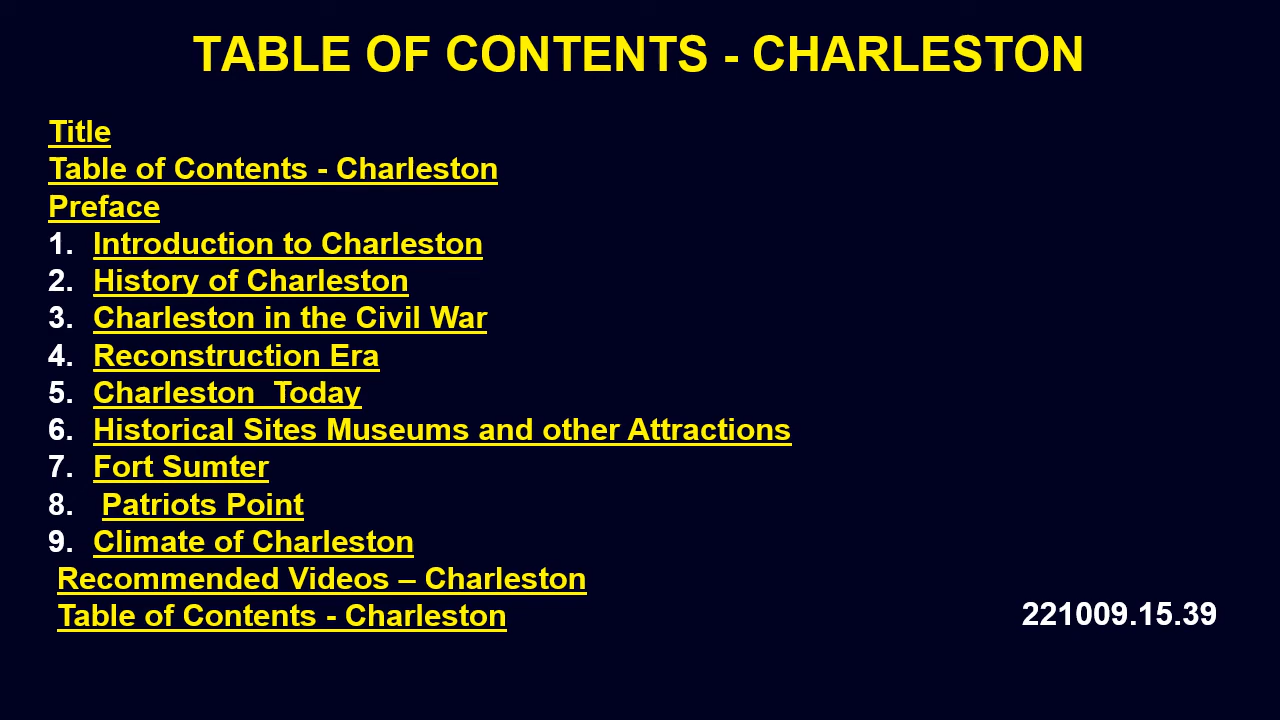 TABLE OF CONTENTS - CHARLESTON
Title
Table of Contents - Charleston
Preface
1. Introduction to Charleston
2. History of Charleston
3. Charleston in the Civil War
4. Reconstruction Era
5. Charleston  Today
6. Historical Sites Museums and other Attractions
7. Fort Sumter
8. Patriots Point
9. Climate of Charleston
Recommended Videos – Charleston
Table of Contents - Charleston
221009.15.39